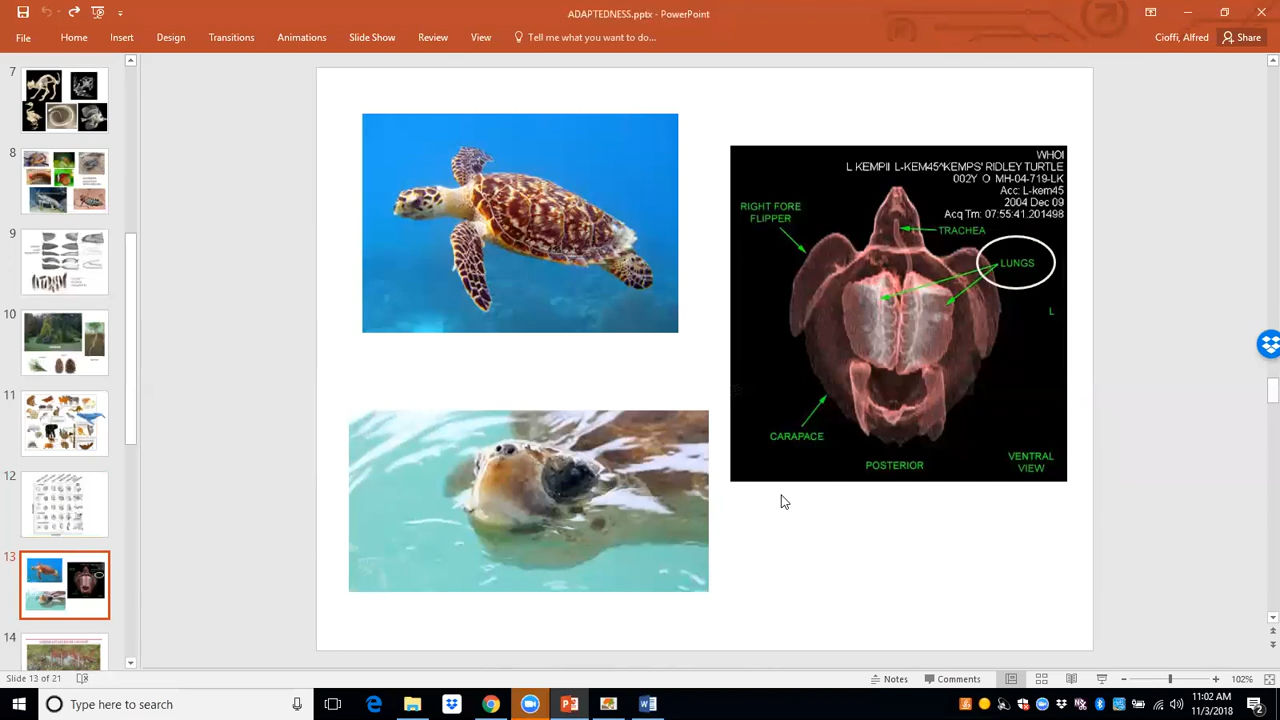 ADAPTEDNESS.pptx - PowerPoint
File
Home
Insert
Design
Transitions
Animations
Slide Show
Review
View
Tell me what you want to do...
Cioffi, Alfred
Share
7
8
9
10
11
12
13
14
WHOI
L KEMPII L-KEM45^KEMPS' RIDLEY TURTLE
002Y O MH-04-719-LK
Acc: L-kem45
2004 Dec 09
Acq Tm: 07:55:41.201498
RIGHT FORE
FLIPPER
TRACHEA
LUNGS
L
CARAPACE
POSTERIOR
VENTRAL
VIEW
Slide 13 of 21
Notes
Comments
102%
Type here to search
11:02 AM
11/3/2018